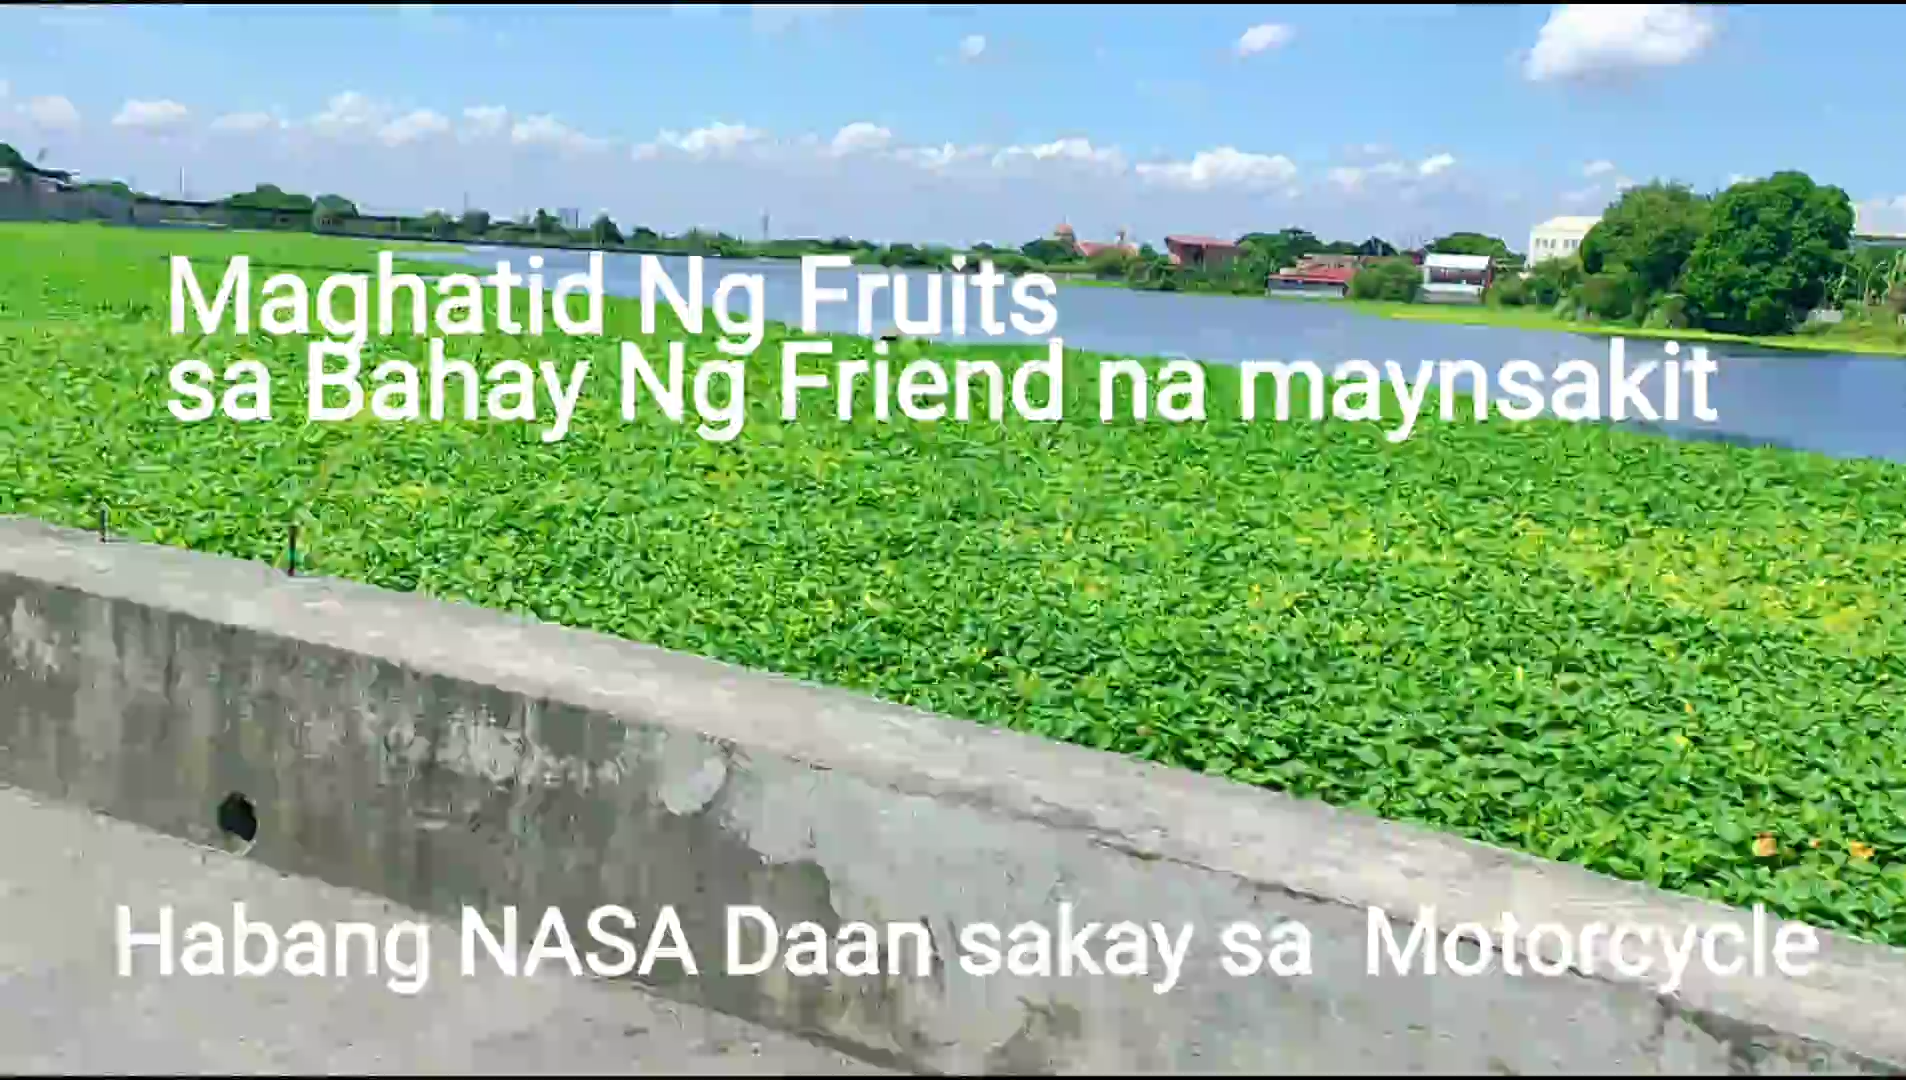 Maghatid Ng Fruits
sa Bahay Ng Friend na maynsakit
Habang NASA Daan sakay sa Motorcycle